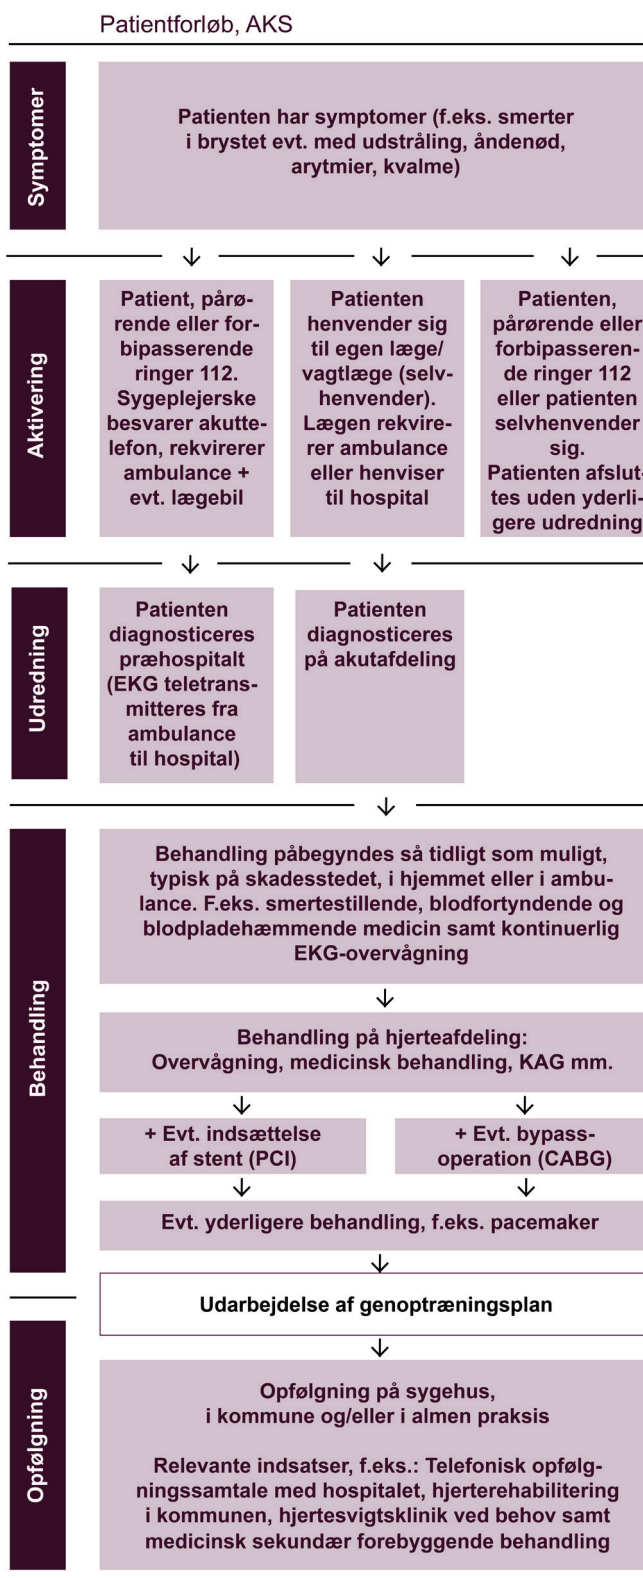 Patientforløb, AKS
Symptomer
Patienten har symptomer (f.eks. smerter
i brystet evt. med udstråling, åndenød,
arytmier, kvalme)
Aktivering
Patient, pårø-
rende eller for-
bipasserende
ringer 112.
Sygeplejerske
besvarer akutte-
lefon, rekvirerer
ambulance +
evt. lægebil
Patienten
henvender sig
til egen læge/
vagtlæge (selv-
henvender).
Lægen rekvire-
rer ambulance
eller henviser
til hospital
Patienten,
pårørende eller
forbipasseren-
de ringer 112
eller patienten
selvhenvender
sig.
Patienten afslut-
tes uden yderli-
gere udredning
Udredning
Patienten
diagnosticeres
præhospitalt
(EKG teletrans-
mitteres fra
ambulance
til hospital)
Patienten
diagnosticeres
på akutafdeling
Behandling
Behandling påbegyndes så tidligt som muligt,
typisk på skadesstedet, i hjemmet eller i ambu-
lance. F.eks. smertestillende, blodfortyndende og
blodpladehæmmende medicin samt kontinuerlig
EKG-overvågning
Behandling på hjerteafdeling:
Overvågning, medicinsk behandling, KAG mm.
+ Evt. indsættelse
af stent (PCI)
+ Evt. bypass-
operation (CABG)
Evt. yderligere behandling, f.eks. pacemaker
Udarbejdelse af genoptræningsplan
Opfølgning
Opfølgning på sygehus,
i kommune og/eller i almen praksis
Relevante indsatser, f.eks.: Telefonisk opfølg-
ningssamtale med hospitalet, hjerterehabilitering
i kommunen, hjertesvigtsklinik ved behov samt
medicinsk sekundær forebyggende behandling